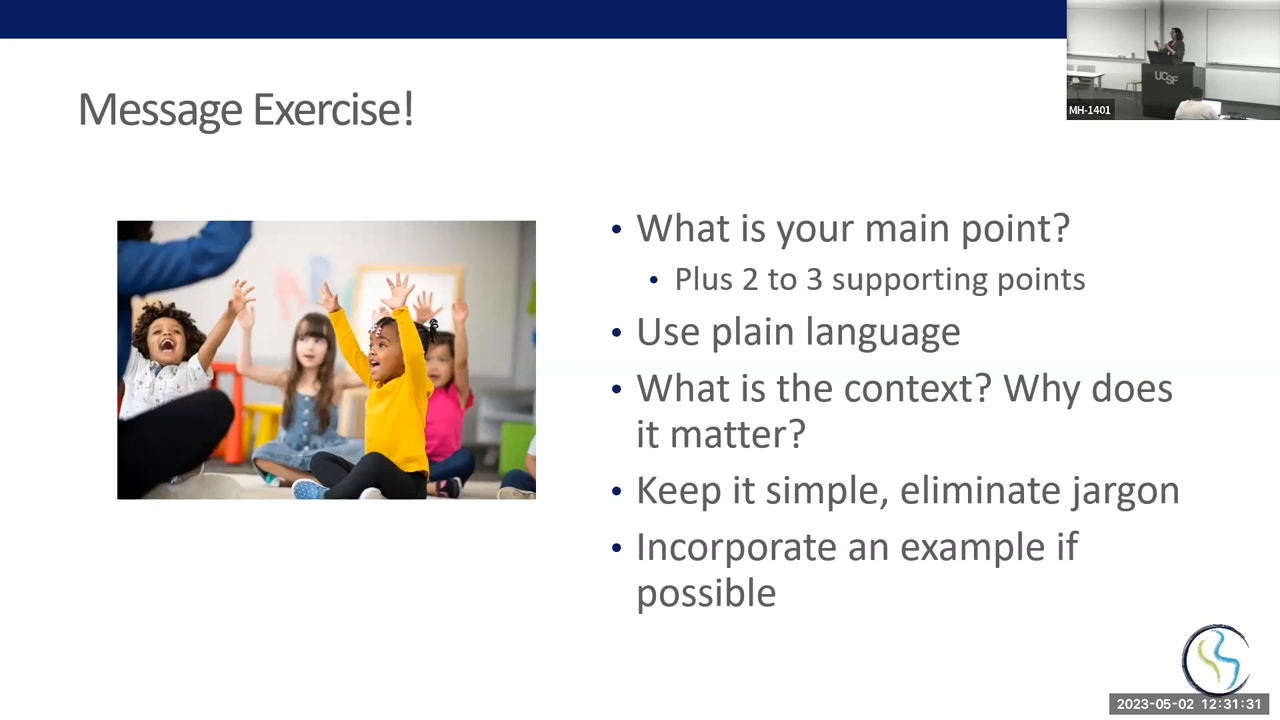 Message Exercise!
UCSF
MH-1401
• What is your main point?
• Plus 2 to 3 supporting points
• Use plain language
• What is the context? Why does
it matter?
• Keep it simple, eliminate jargon
• Incorporate an example if
possible
2023-05-02 12:31:31